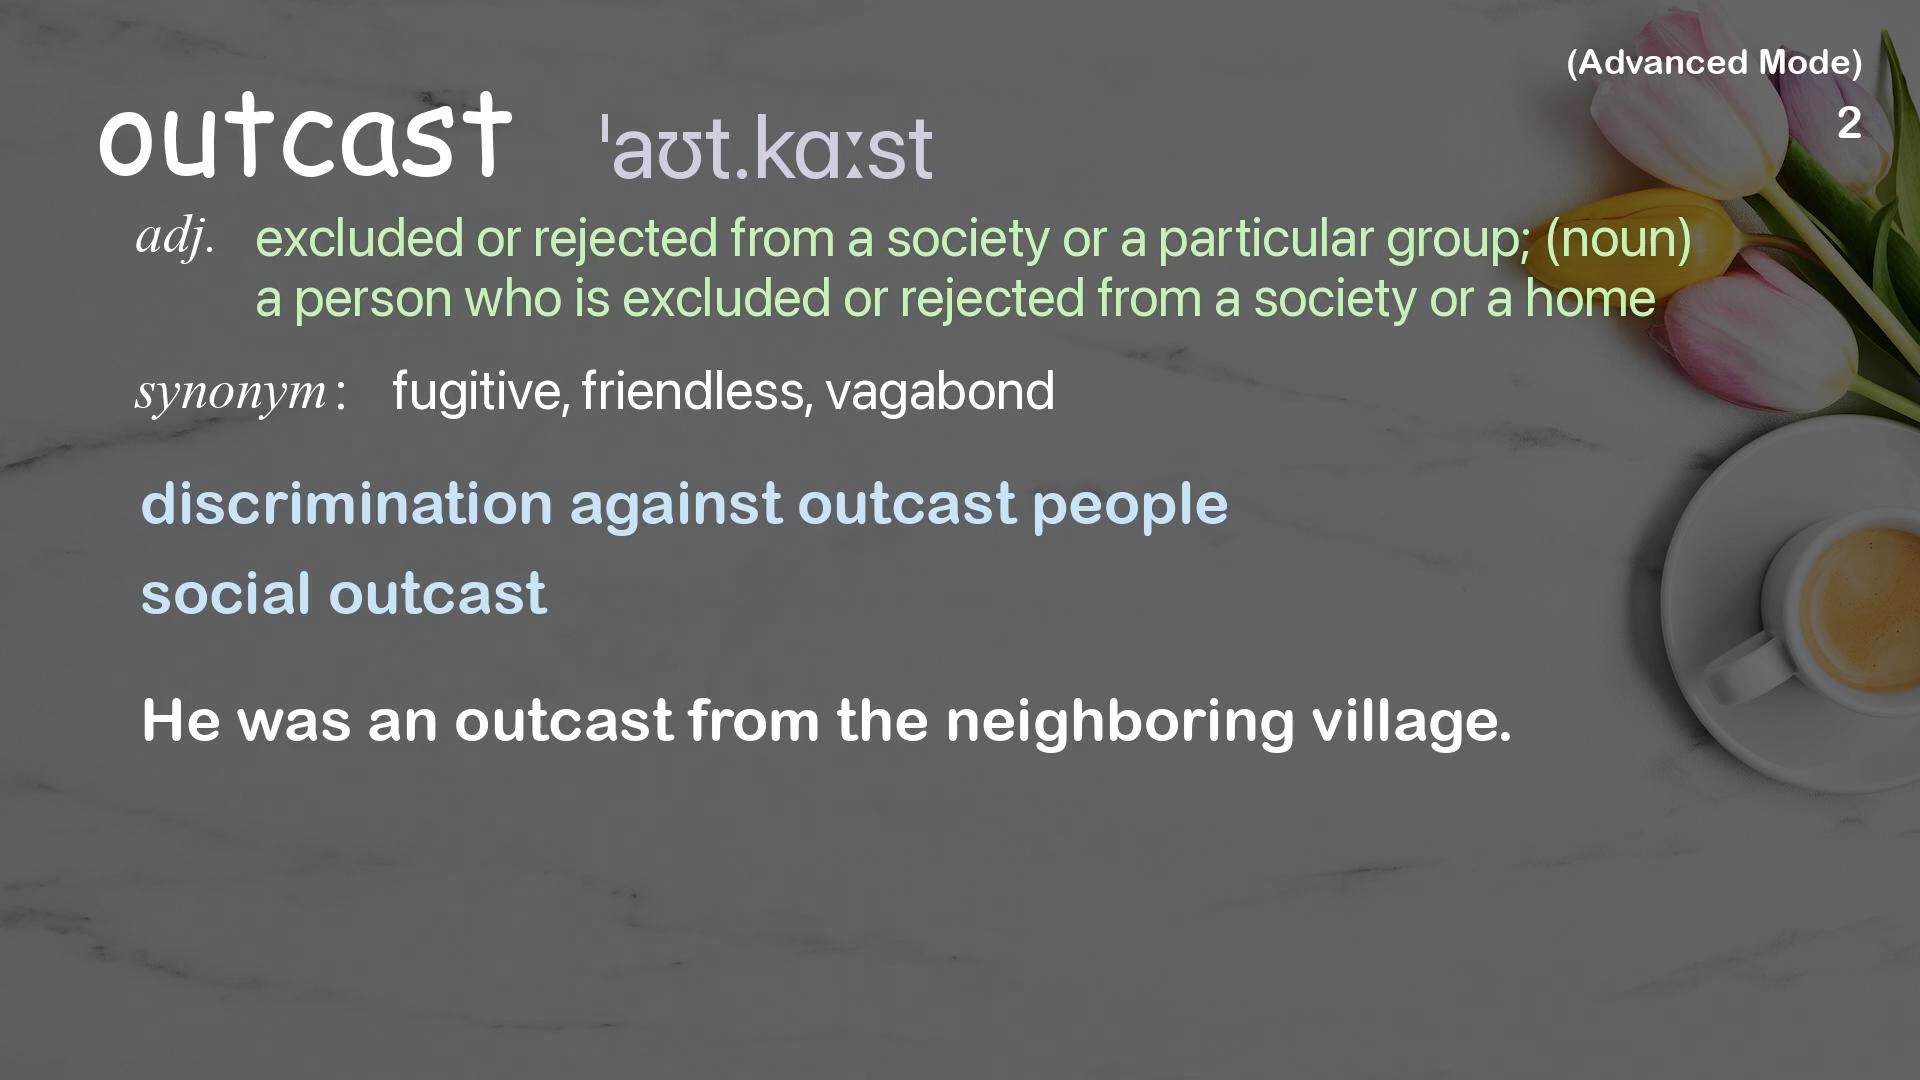 (Advanced Mode)
2
outcast ˈaʊt.kɑːst
adj. excluded or rejected from a society or a particular group; (noun)
a person who is excluded or rejected from a society or a home
synonym: fugitive, friendless, vagabond
discrimination against outcast people
social outcast
He was an outcast from the neighboring village.